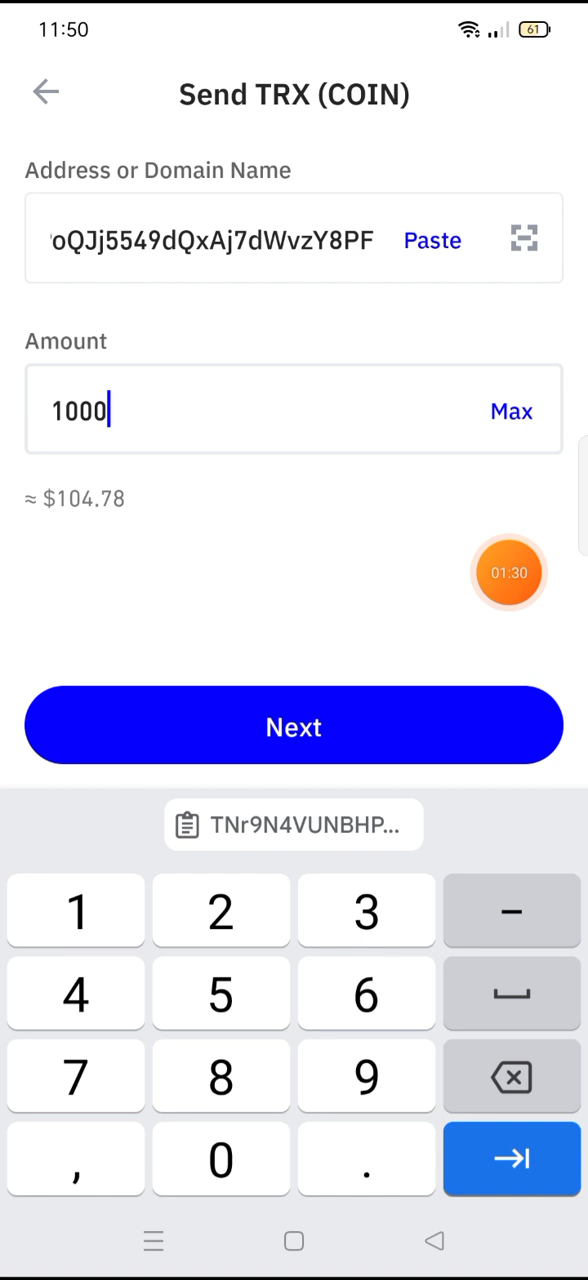 11:50
61
Send TRX (COIN)
Address or Domain Name
oQJj5549dQxAj7dWvzY8PF Paste
Amount
1000 Max
≈ $104.78
01:30
Next
TNr9N4VUNBHP...
1 2 3 –
4 5 6
7 8 9
, 0 .